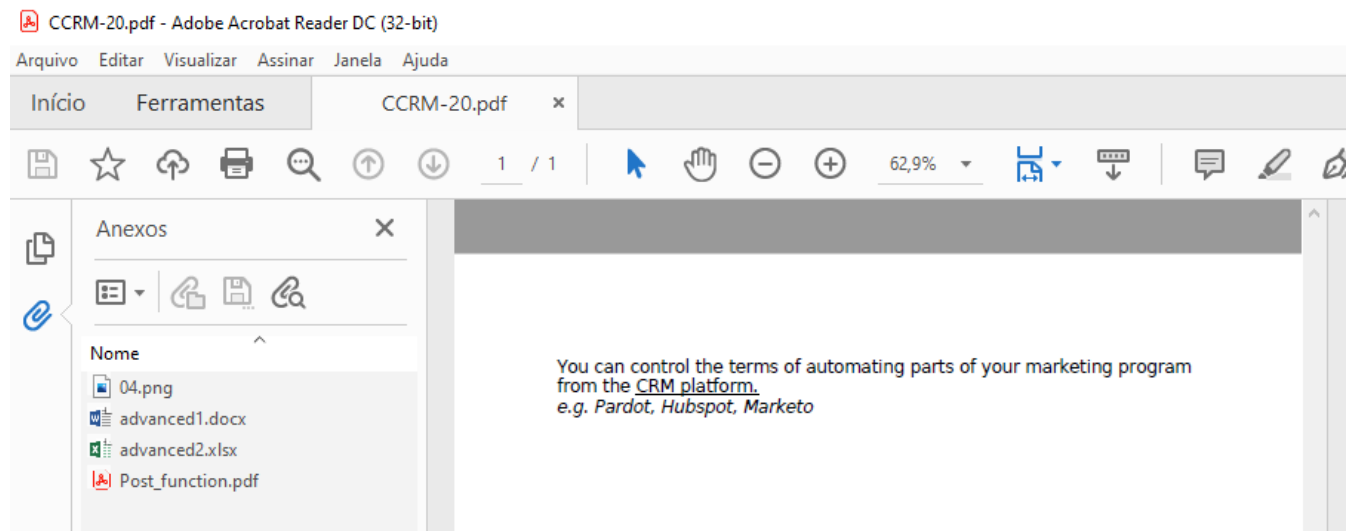 CCRM-20.pdf - Adobe Acrobat Reader DC (32-bit)
Arquivo Editar Visualizar Assinar Janela Ajuda
Início Ferramentas CCRM-20.pdf ×
1 / 1 62,9%
Anexos
Nome
04.png
advanced1.docx
advanced2.xlsx
Post_function.pdf
You can control the terms of automating parts of your marketing program
from the CRM platform.
e.g. Pardot, Hubspot, Marketo